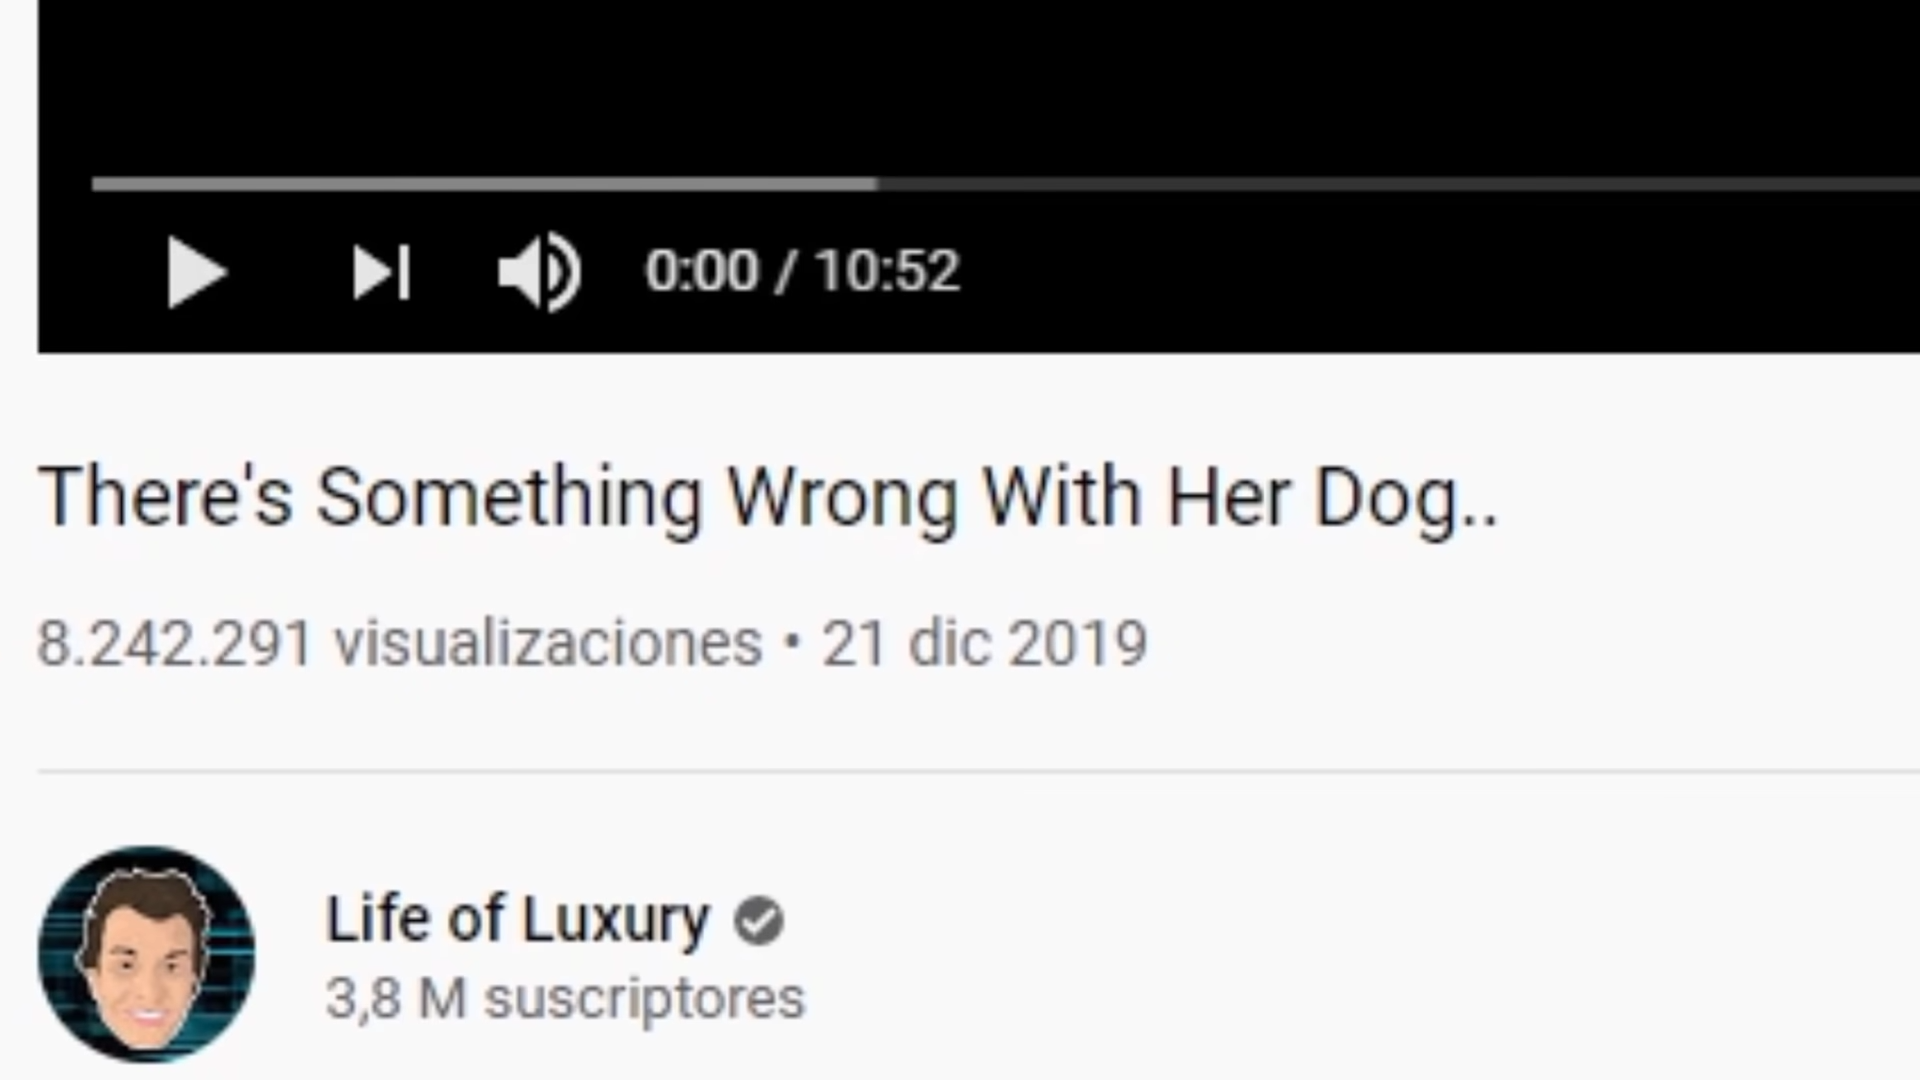 0:00 / 10:52
There's Something Wrong With Her Dog..
8.242.291 visualizaciones • 21 dic 2019
Life of Luxury
3,8 M suscriptores